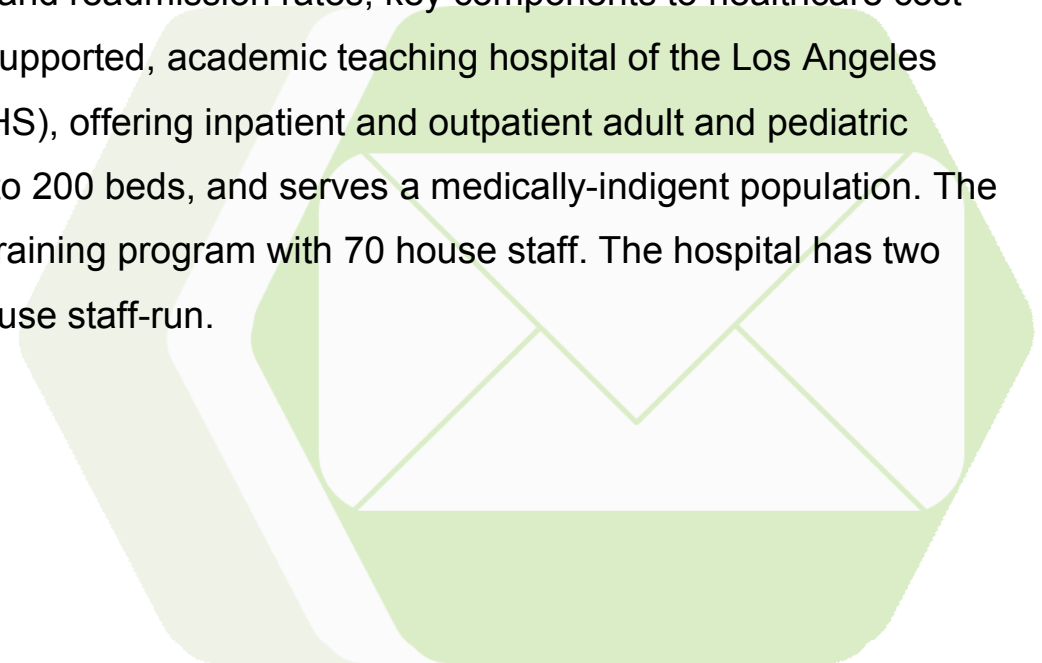 and readmission rates, key components to healthcare cost
upported, academic teaching hospital of the Los Angeles
HS), offering inpatient and outpatient adult and pediatric
to 200 beds, and serves a medically-indigent population. The
raining program with 70 house staff. The hospital has two
use staff-run.